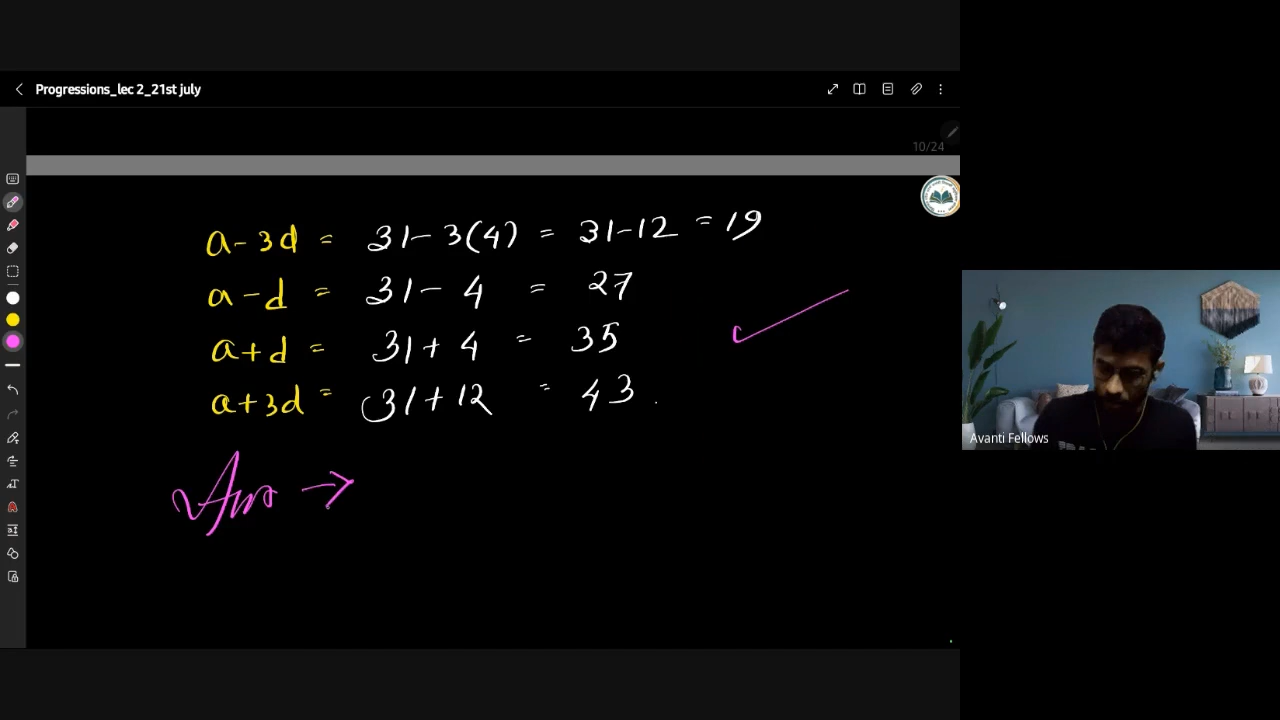 Progressions_lec 2_21st july
10/24
a-3d = 31-3(4) = 31-12 = 19
a-d = 31-4 = 27
a+d = 31+4 = 35
a+3d = 31+12 = 43.
Ans →
Avanti Fellows